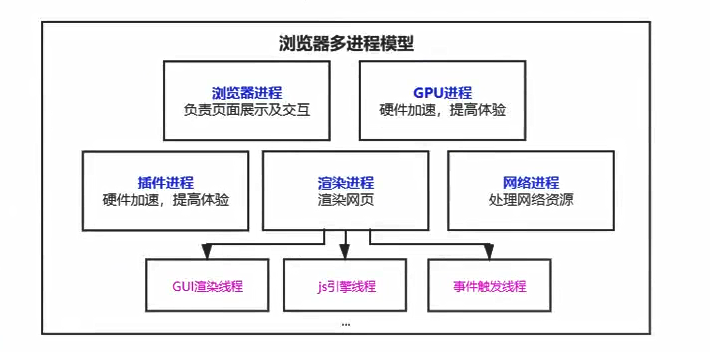 浏览器多进程模型
浏览器进程
负责页面展示及交互
GPU进程
硬件加速，提高体验
插件进程
硬件加速，提高体验
渲染进程
渲染网页
网络进程
处理网络资源
GUI渲染线程
js引擎线程
事件触发线程
...